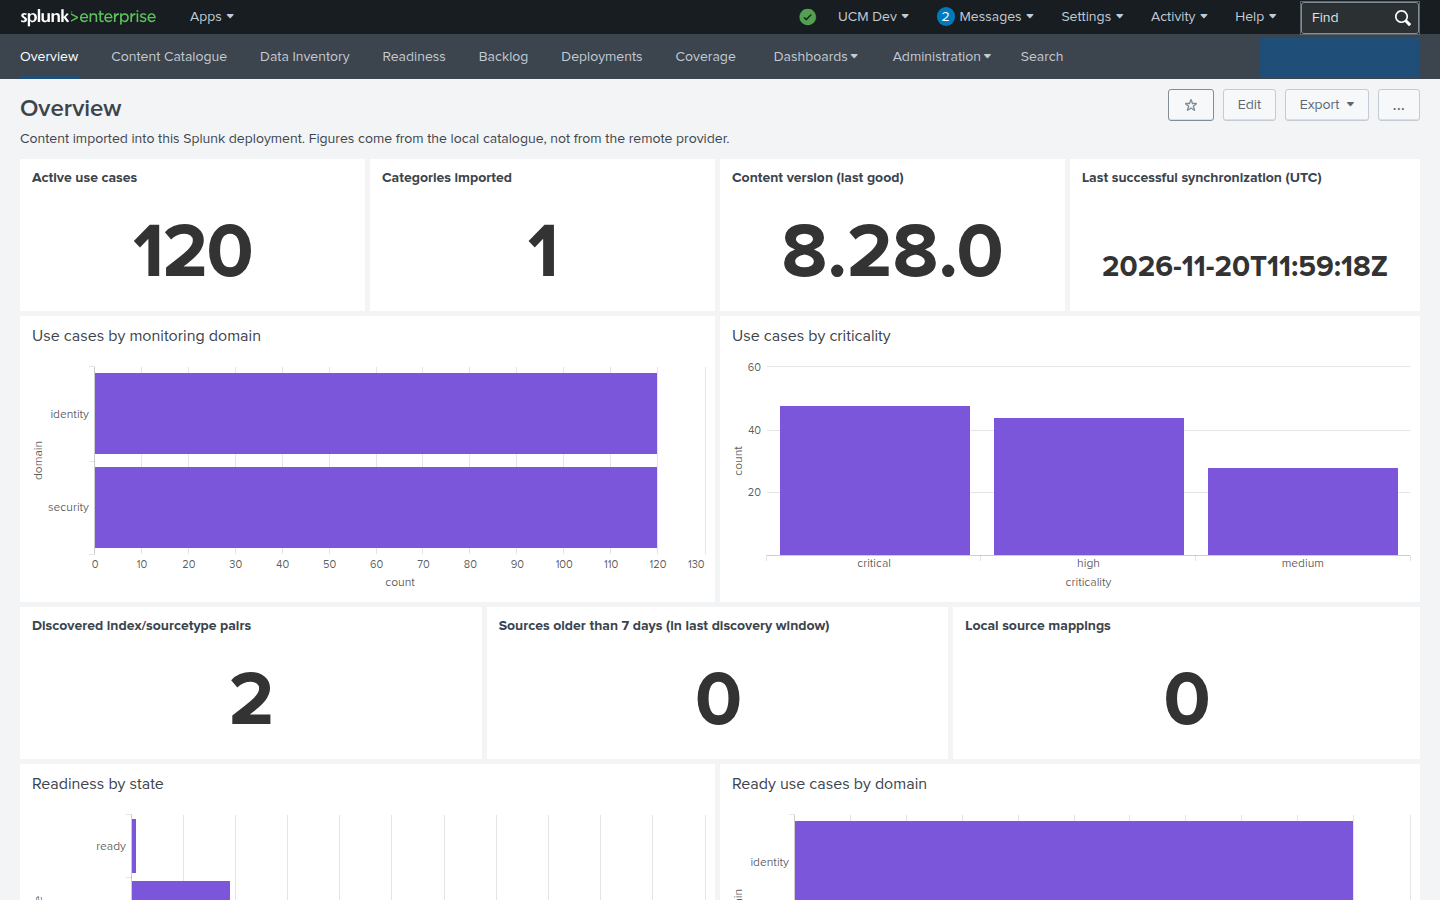 splunk>enterprise Apps UCM Dev 2 Messages Settings Activity Help Find
Overview Content Catalogue Data Inventory Readiness Backlog Deployments Coverage Dashboards Administration Search
Overview
Edit Export ...
Content imported into this Splunk deployment. Figures come from the local catalogue, not from the remote provider.
Active use cases
120
Categories imported
1
Content version (last good)
8.28.0
Last successful synchronization (UTC)
2026-11-20T11:59:18Z
Use cases by monitoring domain
domain
identity
security
0 10 20 30 40 50 60 70 80 90 100 110 120 130
count
Use cases by criticality
count
60
40
20
critical high medium
criticality
Discovered index/sourcetype pairs
2
Sources older than 7 days (in last discovery window)
0
Local source mappings
0
Readiness by state
ready
Ready use cases by domain
identity